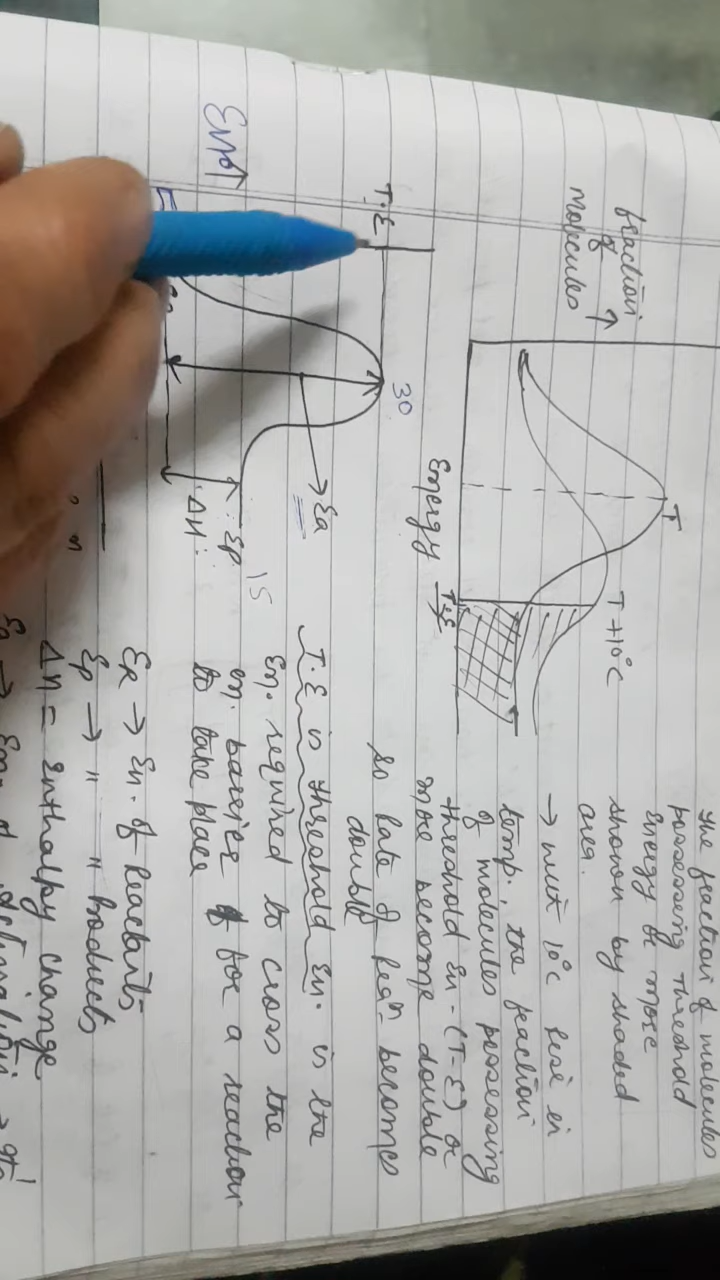 fraction
of
molecules
T
T+10°C
Energy
T.E
The fraction of molecules
possessing threshold
Energy or more
shown by shaded
area.
→ with 10°C rise in
temp., the fraction
of molecules possessing
threshold En. (T.E) or
more become double
so rate of reaⁿ becomes
double
T.E
30
Ea
Ep
ΔH
15
T.E is threshold En. is the
En. required to cross the
en. barrier for a reaction
to take place
ER → En. of reactants
Ep → " " products
ΔH = Enthalpy change
Ea →